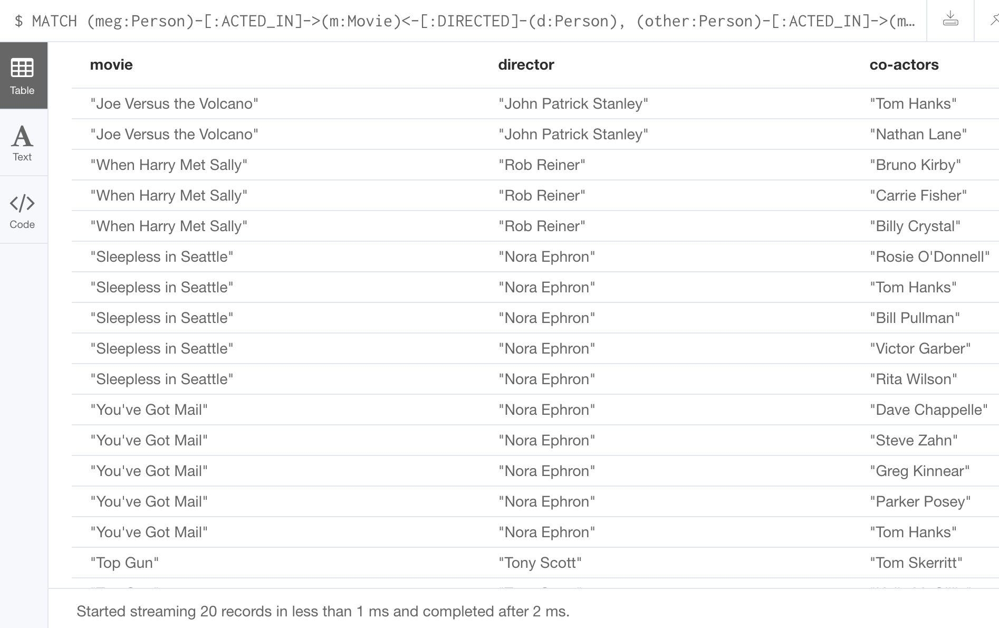 $ MATCH (meg:Person)-[:ACTED_IN]->(m:Movie)<-[:DIRECTED]-(d:Person), (other:Person)-[:ACTED_IN]->(m…
Table
Text
Code
movie director co-actors
"Joe Versus the Volcano" "John Patrick Stanley" "Tom Hanks"
"Joe Versus the Volcano" "John Patrick Stanley" "Nathan Lane"
"When Harry Met Sally" "Rob Reiner" "Bruno Kirby"
"When Harry Met Sally" "Rob Reiner" "Carrie Fisher"
"When Harry Met Sally" "Rob Reiner" "Billy Crystal"
"Sleepless in Seattle" "Nora Ephron" "Rosie O'Donnell"
"Sleepless in Seattle" "Nora Ephron" "Tom Hanks"
"Sleepless in Seattle" "Nora Ephron" "Bill Pullman"
"Sleepless in Seattle" "Nora Ephron" "Victor Garber"
"Sleepless in Seattle" "Nora Ephron" "Rita Wilson"
"You've Got Mail" "Nora Ephron" "Dave Chappelle"
"You've Got Mail" "Nora Ephron" "Steve Zahn"
"You've Got Mail" "Nora Ephron" "Greg Kinnear"
"You've Got Mail" "Nora Ephron" "Parker Posey"
"You've Got Mail" "Nora Ephron" "Tom Hanks"
"Top Gun" "Tony Scott" "Tom Skerritt"
Started streaming 20 records in less than 1 ms and completed after 2 ms.